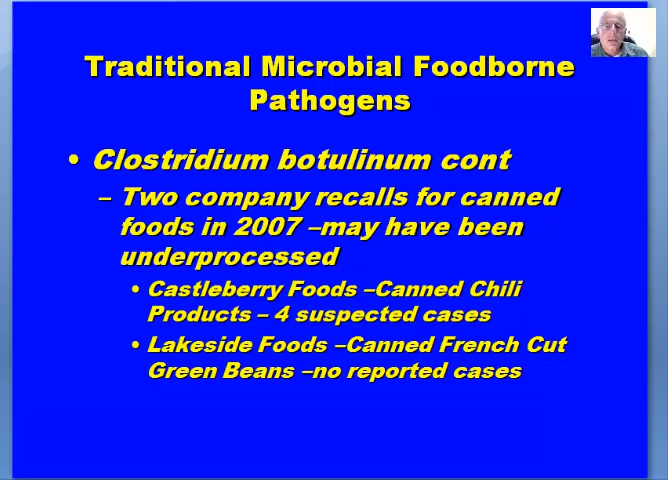 Traditional Microbial Foodborne
Pathogens
• Clostridium botulinum cont
– Two company recalls for canned
foods in 2007 –may have been
underprocessed
• Castleberry Foods –Canned Chili
Products – 4 suspected cases
• Lakeside Foods –Canned French Cut
Green Beans –no reported cases